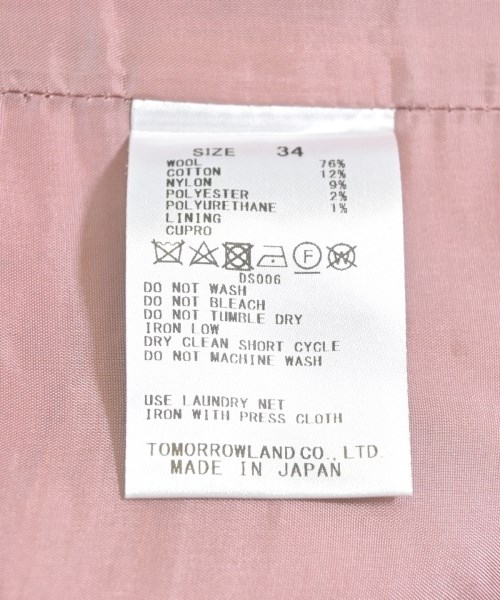 SIZE 34
WOOL 76%
COTTON 12%
NYLON 9%
POLYESTER 2%
POLYURETHANE 1%
LINING
CUPRO
F W
DS006
DO NOT WASH
DO NOT BLEACH
DO NOT TUMBLE DRY
IRON LOW
DRY CLEAN SHORT CYCLE
DO NOT MACHINE WASH
USE LAUNDRY NET
IRON WITH PRESS CLOTH
TOMORROWLAND CO., LTD.
MADE IN JAPAN